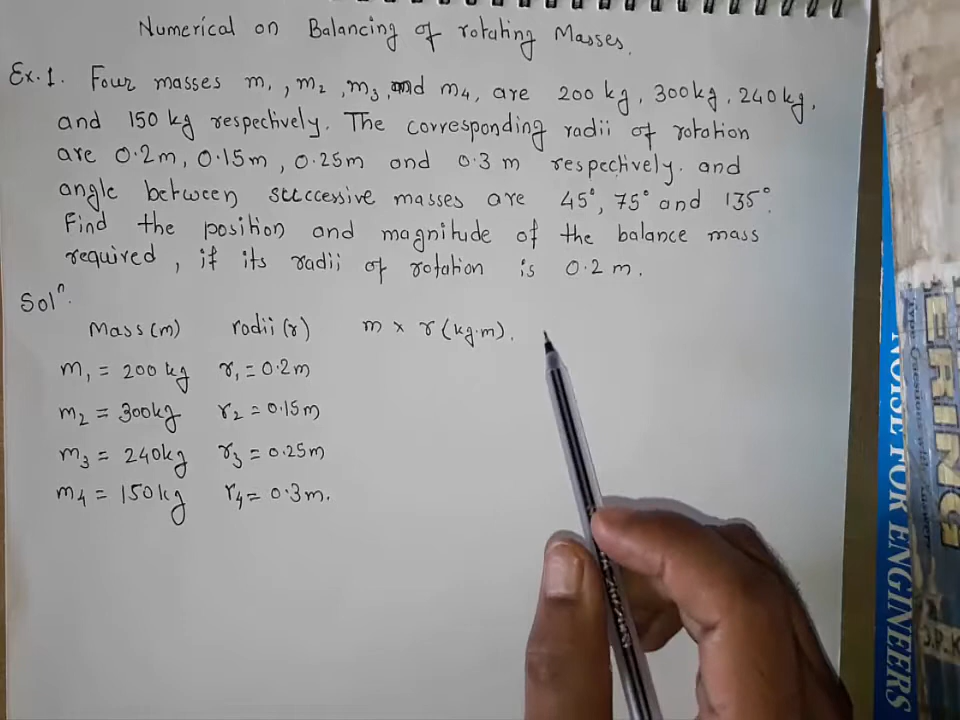 Numerical on Balancing of rotating Masses.
Ex.1. Four masses m1, m2, m3, and m4, are 200 kg, 300kg, 240kg,
and 150 kg respectively. The corresponding radii of rotation
are 0.2m, 0.15m, 0.25m and 0.3 m respectively. and
angle between successive masses are 45°, 75° and 135°.
Find the position and magnitude of the balance mass
required, if its radii of rotation is 0.2 m.
Solⁿ.
Mass(m) radii(r) m × r (kg.m).
m1 = 200 kg r1 = 0.2m
m2 = 300kg r2 = 0.15m
m3 = 240kg r3 = 0.25m
m4 = 150kg r4 = 0.3m.
NOISE FOR ENGINEERS
ERING